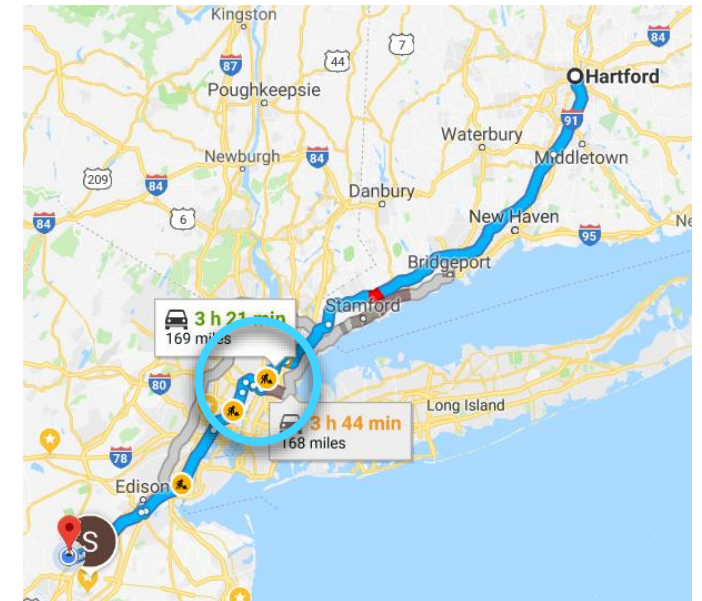 Kingston
84
44
7
87
Hartford
Poughkeepsie
91
Waterbury
Middletown
Newburgh
84
209
84
Danbury
6
New Haven
84
95
Ne
Bridgeport
Stamford
3 h 21 min
169 miles
80
Long Island
3 h 44 min
168 miles
78
Edison
S